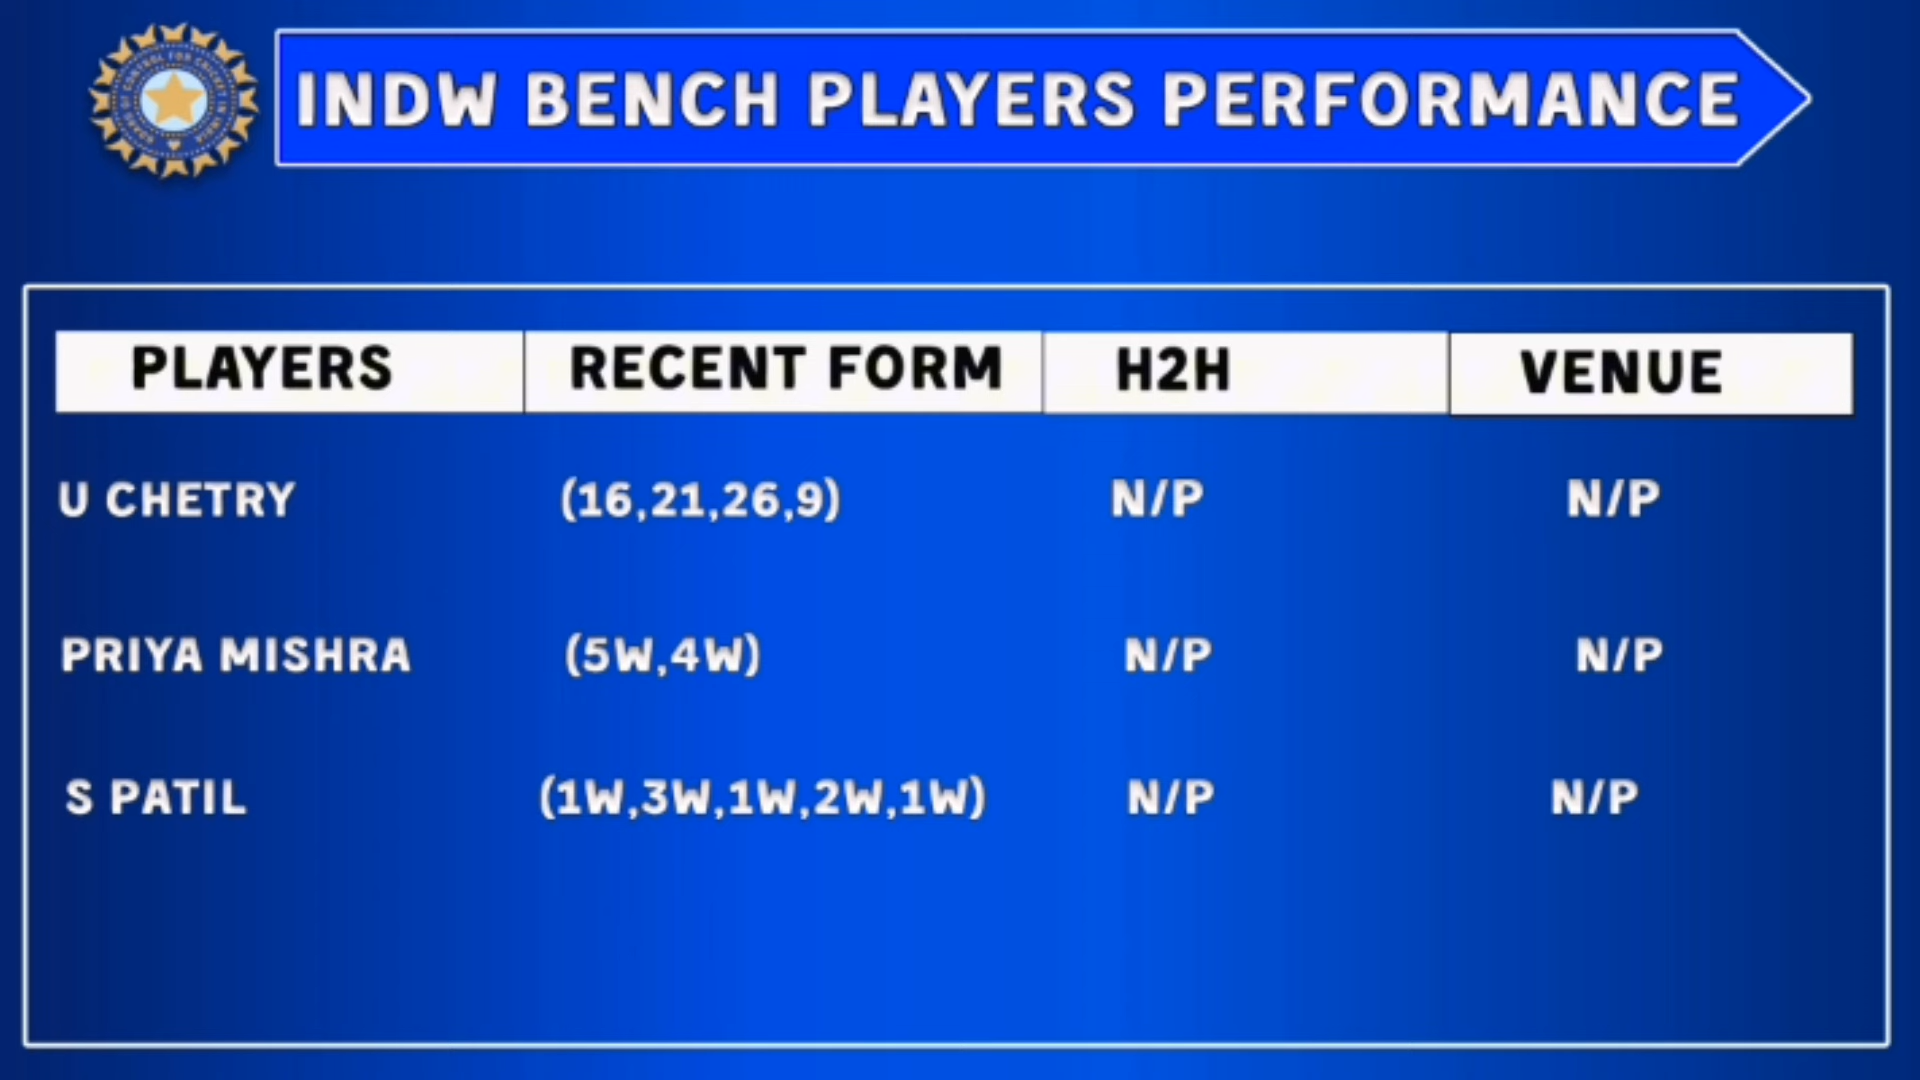 INDW BENCH PLAYERS PERFORMANCE
PLAYERS RECENT FORM H2H VENUE
U CHETRY (16,21,26,9) N/P N/P
PRIYA MISHRA (5W,4W) N/P N/P
S PATIL (1W,3W,1W,2W,1W) N/P N/P